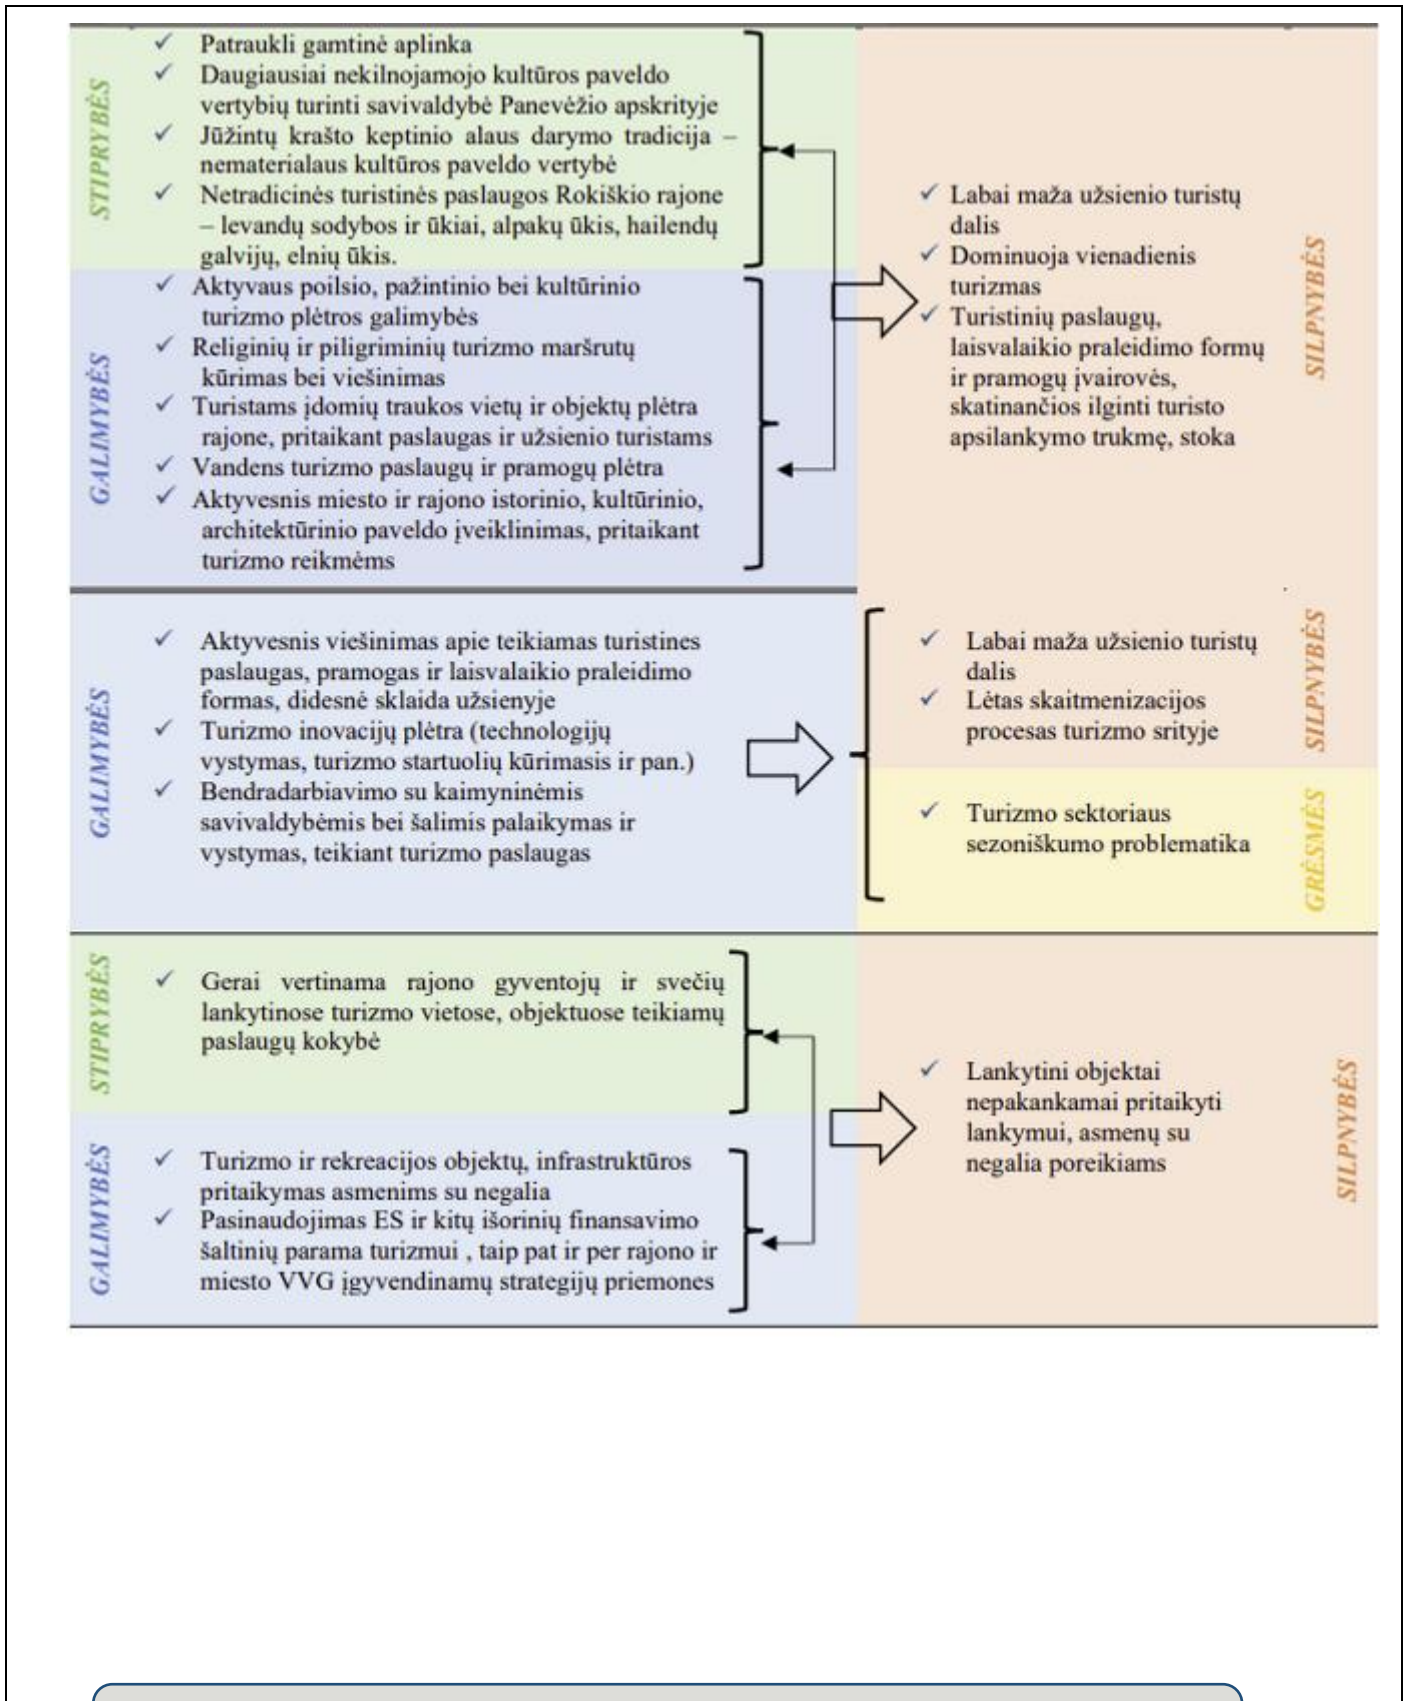 STIPRYBĖS
✓ Patraukli gamtinė aplinka
✓ Daugiausiai nekilnojamojo kultūros paveldo
vertybių turinti savivaldybė Panevėžio apskrityje
✓ Jūžintų krašto keptinio alaus darymo tradicija –
nematerialaus kultūros paveldo vertybė
✓ Netradicinės turistinės paslaugos Rokiškio rajone
– levandų sodybos ir ūkiai, alpakų ūkis, hailendų
galvijų, elnių ūkis.
GALIMYBĖS
✓ Aktyvaus poilsio, pažintinio bei kultūrinio
turizmo plėtros galimybės
✓ Religinių ir piligriminių turizmo maršrutų
kūrimas bei viešinimas
✓ Turistams įdomių traukos vietų ir objektų plėtra
rajone, pritaikant paslaugas ir užsienio turistams
✓ Vandens turizmo paslaugų ir pramogų plėtra
✓ Aktyvesnis miesto ir rajono istorinio, kultūrinio,
architektūrinio paveldo įveiklinimas, pritaikant
turizmo reikmėms
✓ Labai maža užsienio turistų
dalis
✓ Dominuoja vienadienis
turizmas
✓ Turistinių paslaugų,
laisvalaikio praleidimo formų
ir pramogų įvairovės,
skatinančios ilginti turisto
apsilankymo trukmę, stoka
SILPNYBĖS
GALIMYBĖS
✓ Aktyvesnis viešinimas apie teikiamas turistines
paslaugas, pramogas ir laisvalaikio praleidimo
formas, didesnė sklaida užsienyje
✓ Turizmo inovacijų plėtra (technologijų
vystymas, turizmo startuolių kūrimasis ir pan.)
✓ Bendradarbiavimo su kaimyninėmis
savivaldybėmis bei šalimis palaikymas ir
vystymas, teikiant turizmo paslaugas
✓ Labai maža užsienio turistų
dalis
✓ Lėtas skaitmenizacijos
procesas turizmo srityje
SILPNYBĖS
✓ Turizmo sektoriaus
sezoniškumo problematika
GRĖSMĖS
STIPRYBĖS
✓ Gerai vertinama rajono gyventojų ir svečių
lankytinose turizmo vietose, objektuose teikiamų
paslaugų kokybė
GALIMYBĖS
✓ Turizmo ir rekreacijos objektų, infrastruktūros
pritaikymas asmenims su negalia
✓ Pasinaudojimas ES ir kitų išorinių finansavimo
šaltinių parama turizmui , taip pat ir per rajono ir
miesto VVG įgyvendinamų strategijų priemones
✓ Lankytini objektai
nepakankamai pritaikyti
lankymui, asmenų su
negalia poreikiams
SILPNYBĖS